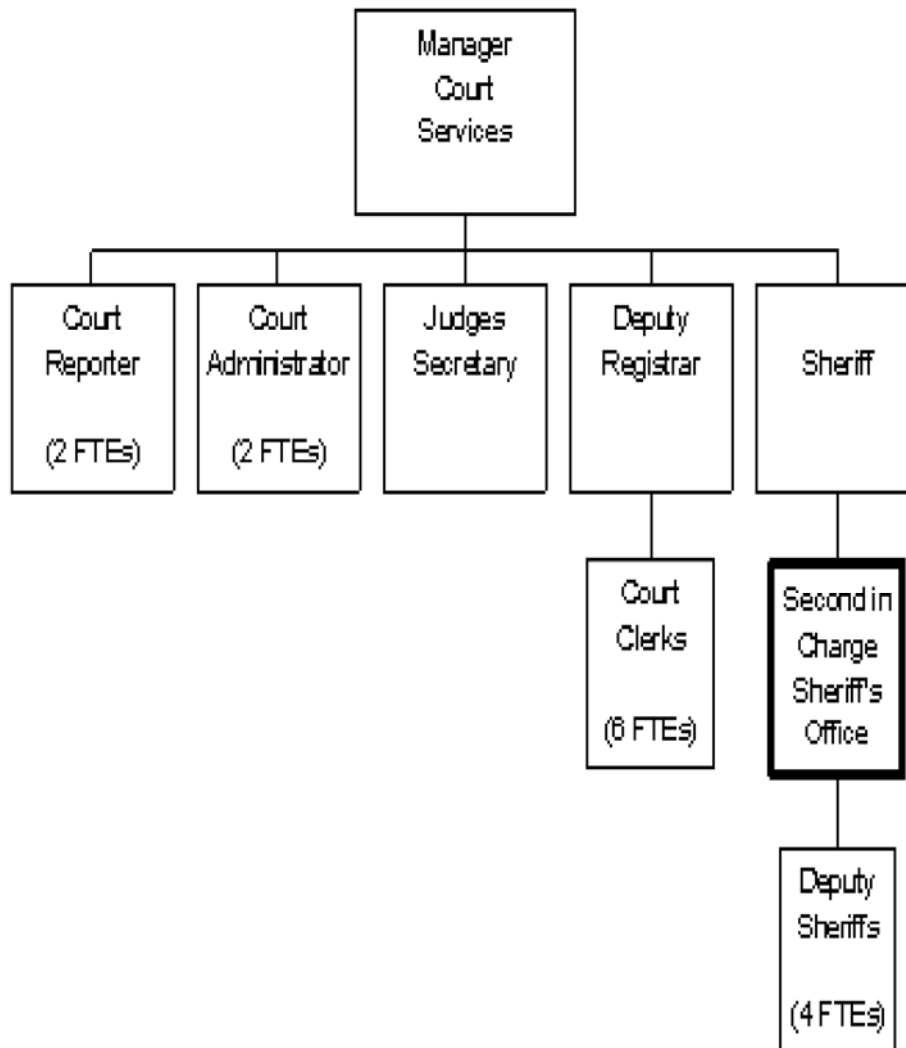 Manager
Court
Services
Court
Reporter
(2 FTEs)
Court
Administrator
(2 FTEs)
Judges
Secretary
Deputy
Registrar
Sheriff
Court
Clerks
(6 FTEs)
Second in
Charge
Sheriff's
Office
Deputy
Sheriffs
(4 FTEs)